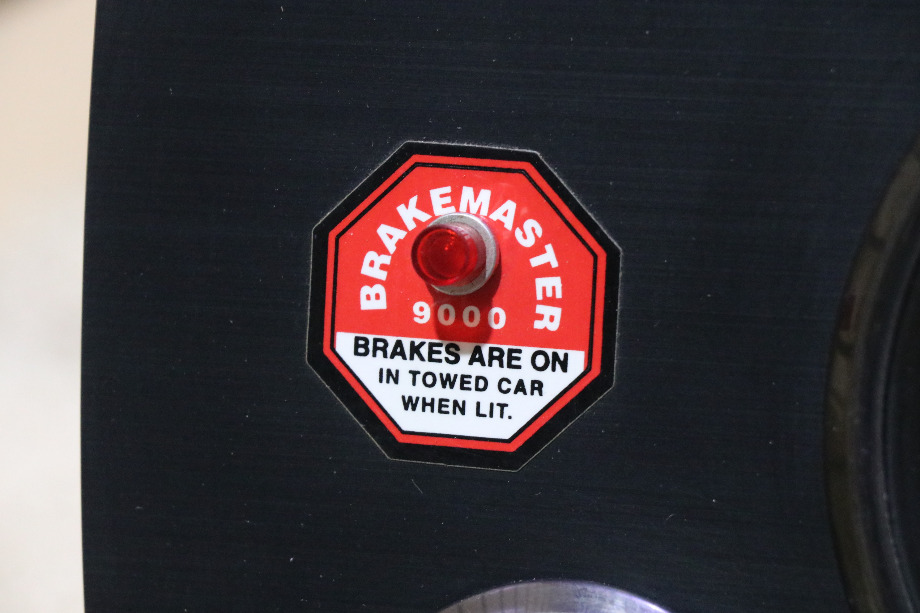 BRAKEMASTER
9000
BRAKES ARE ON
IN TOWED CAR
WHEN LIT.